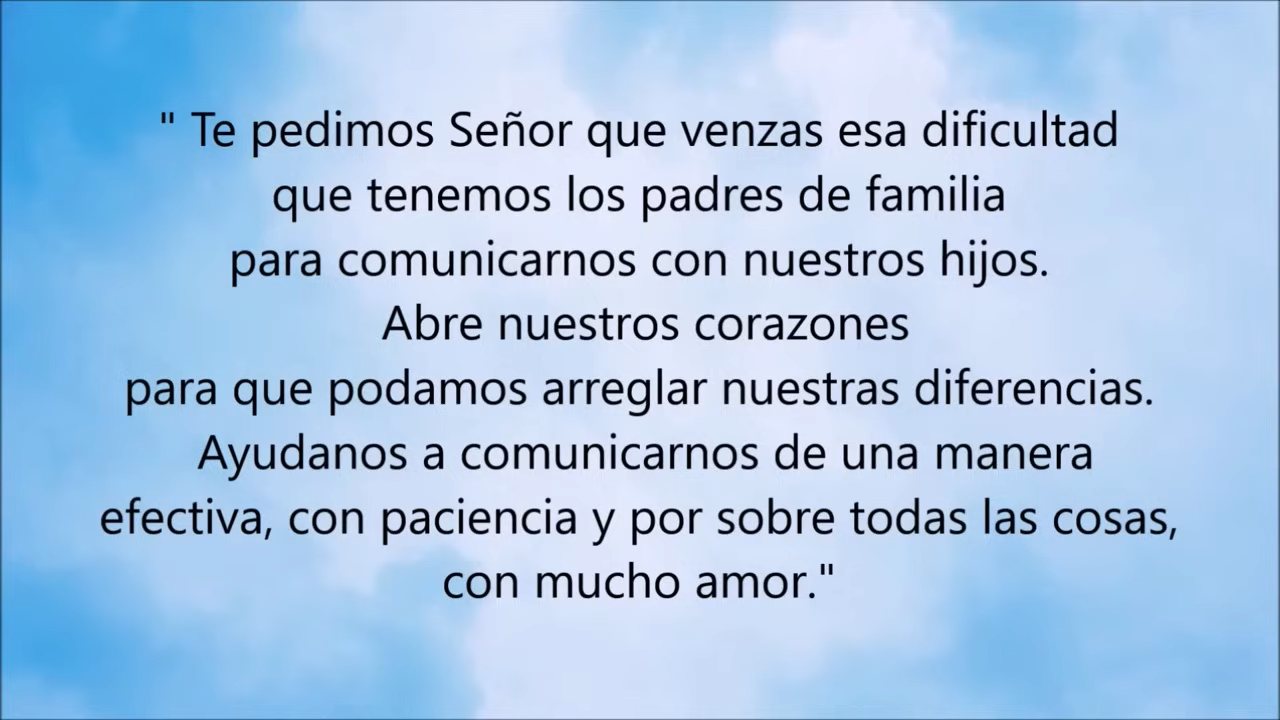 " Te pedimos Señor que venzas esa dificultad
que tenemos los padres de familia
para comunicarnos con nuestros hijos.
Abre nuestros corazones
para que podamos arreglar nuestras diferencias.
Ayudanos a comunicarnos de una manera
efectiva, con paciencia y por sobre todas las cosas,
con mucho amor."